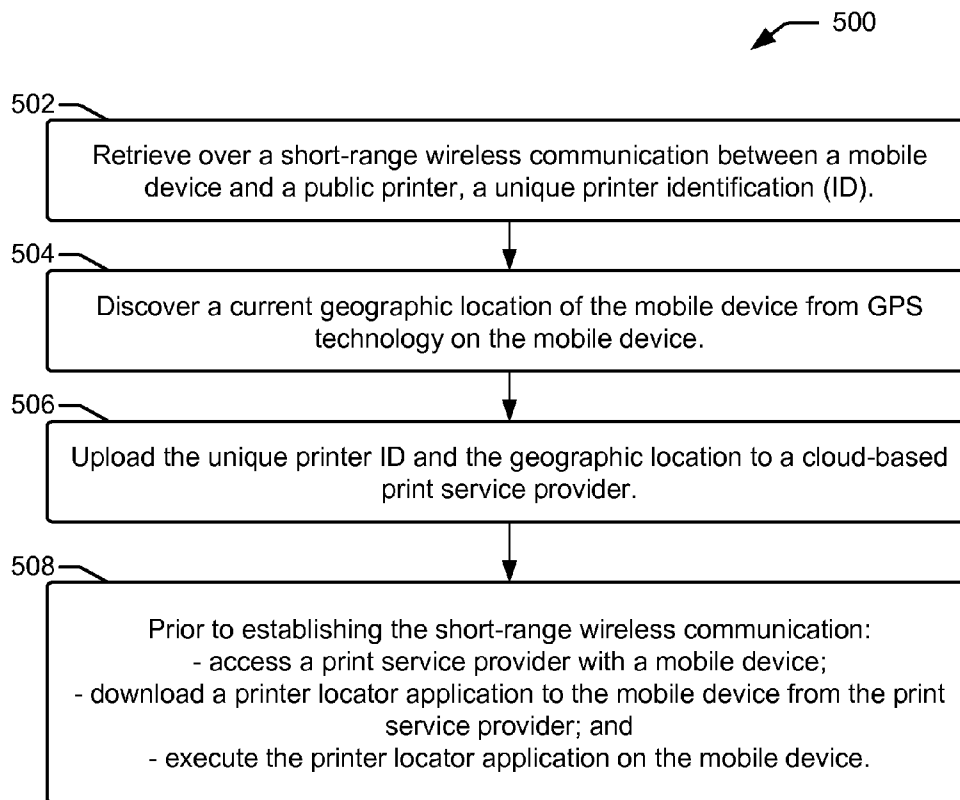 500
502
Retrieve over a short-range wireless communication between a mobile
device and a public printer, a unique printer identification (ID).
504
Discover a current geographic location of the mobile device from GPS
technology on the mobile device.
506
Upload the unique printer ID and the geographic location to a cloud-based
print service provider.
508
Prior to establishing the short-range wireless communication:
- access a print service provider with a mobile device;
- download a printer locator application to the mobile device from the print
service provider; and
- execute the printer locator application on the mobile device.